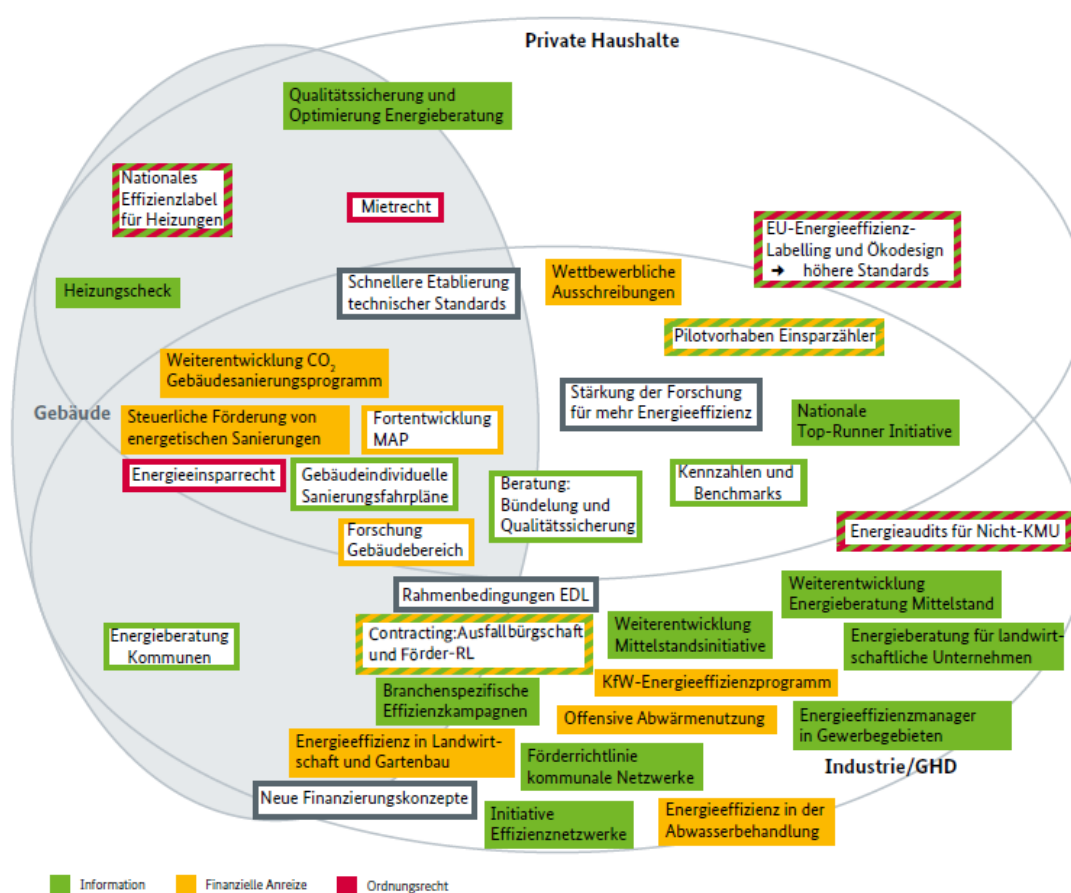 Private Haushalte
Qualitätssicherung und
Optimierung Energieberatung
Nationales
Effizienzlabel
für Heizungen
Mietrecht
EU-Energieeffizienz-
Labelling und Ökodesign
➔ höhere Standards
Heizungscheck
Schnellere Etablierung
technischer Standards
Wettbewerbliche
Ausschreibungen
Pilotvorhaben Einsparzähler
Weiterentwicklung CO₂
Gebäudesanierungsprogramm
Gebäude
Steuerliche Förderung von
energetischen Sanierungen
Fortentwicklung
MAP
Stärkung der Forschung
für mehr Energieeffizienz
Nationale
Top-Runner Initiative
Energieeinsparrecht
Gebäudeindividuelle
Sanierungsfahrpläne
Beratung:
Bündelung und
Qualitätssicherung
Kennzahlen und
Benchmarks
Forschung
Gebäudebereich
Energieaudits für Nicht-KMU
Rahmenbedingungen EDL
Weiterentwicklung
Energieberatung Mittelstand
Energieberatung
Kommunen
Contracting:Ausfallbürgschaft
und Förder-RL
Weiterentwicklung
Mittelstandsinitiative
Energieberatung für landwirt-
schaftliche Unternehmen
KfW-Energieeffizienzprogramm
Branchenspezifische
Effizienzkampagnen
Offensive Abwärmenutzung
Energieeffizienzmanager
in Gewerbegebieten
Energieeffizienz in Landwirt-
schaft und Gartenbau
Förderrichtlinie
kommunale Netzwerke
Industrie/GHD
Neue Finanzierungskonzepte
Initiative
Effizienznetzwerke
Energieeffizienz in der
Abwasserbehandlung
Information
Finanzielle Anreize
Ordnungsrecht